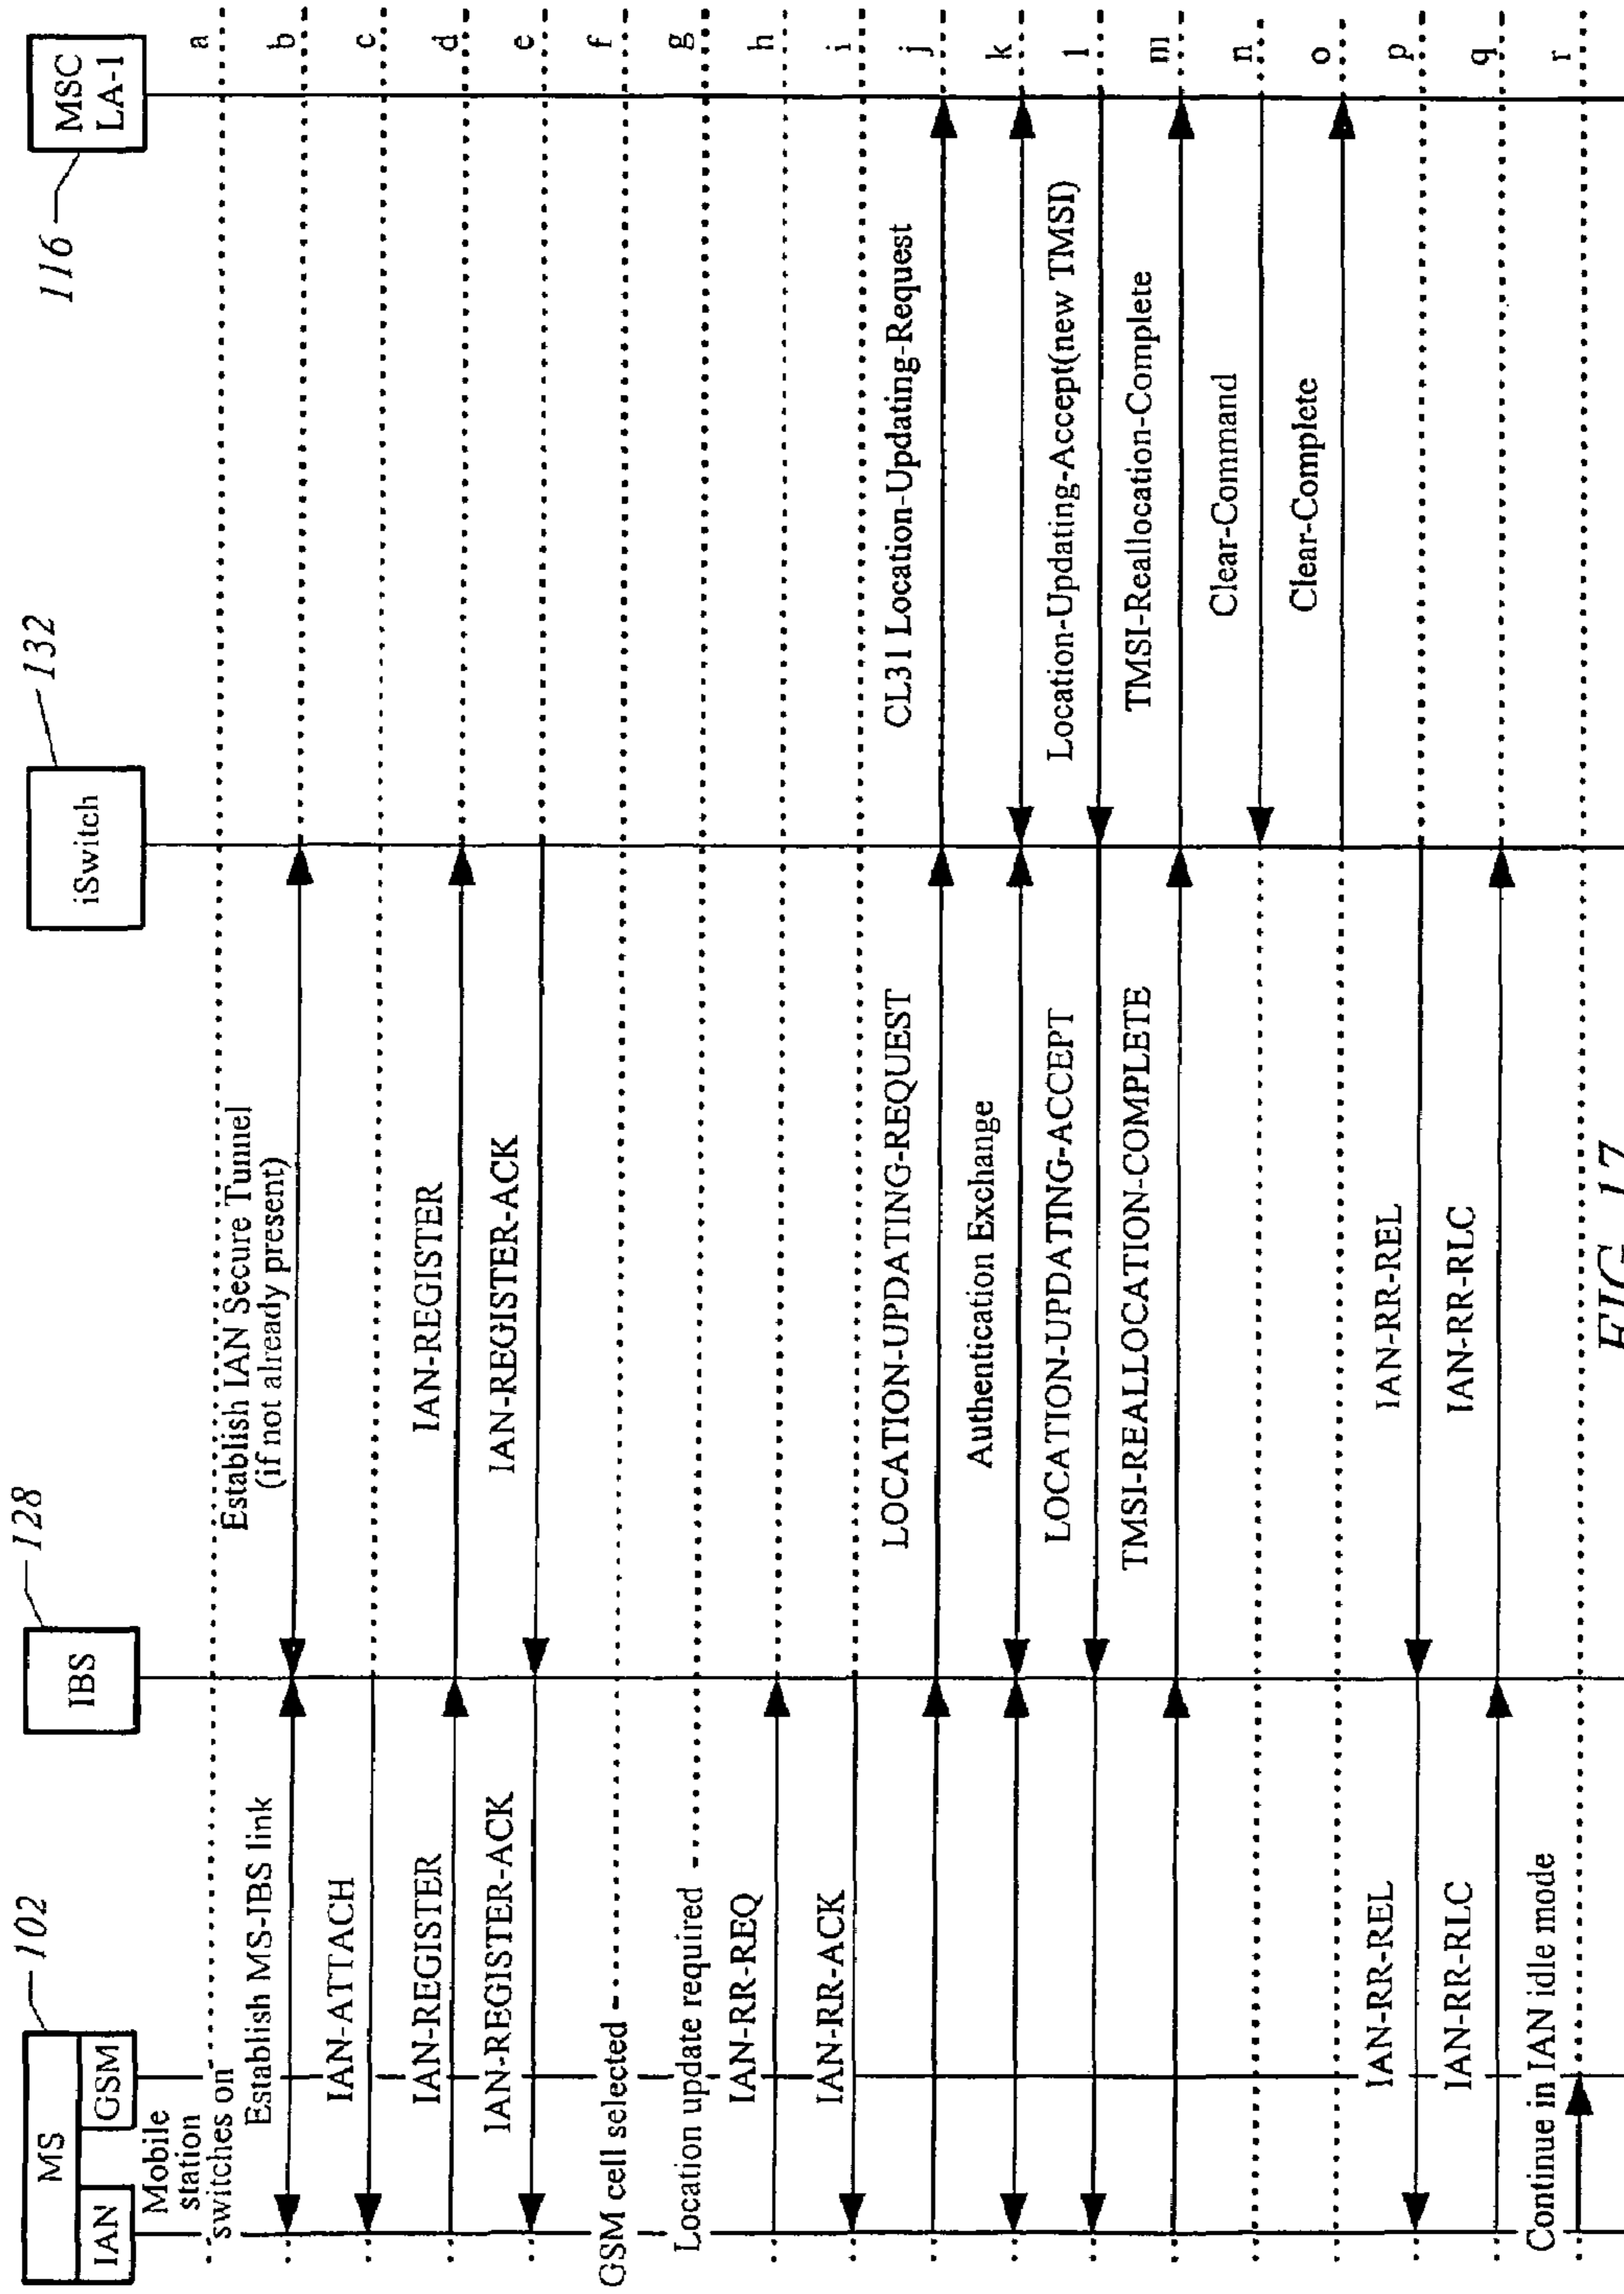 MS
102
IAN
GSM
IBS
128
iSwitch
132
MSC
LA-1
116
Mobile
station
switches on
a
Establish MS-IBS link
Establish IAN Secure Tunnel
(if not already present)
b
IAN-ATTACH
c
IAN-REGISTER
IAN-REGISTER
d
IAN-REGISTER-ACK
IAN-REGISTER-ACK
e
GSM cell selected
f
Location update required
g
IAN-RR-REQ
h
IAN-RR-ACK
i
LOCATION-UPDATING-REQUEST
CL31 Location-Updating-Request
j
Authentication Exchange
k
LOCATION-UPDATING-ACCEPT
Location-Updating-Accept(new TMSI)
l
TMSI-REALLOCATION-COMPLETE
TMSI-Reallocation-Complete
m
Clear-Command
n
Clear-Complete
o
IAN-RR-REL
IAN-RR-REL
p
IAN-RR-RLC
IAN-RR-RLC
q
Continue in IAN idle mode
r
FIG. 17